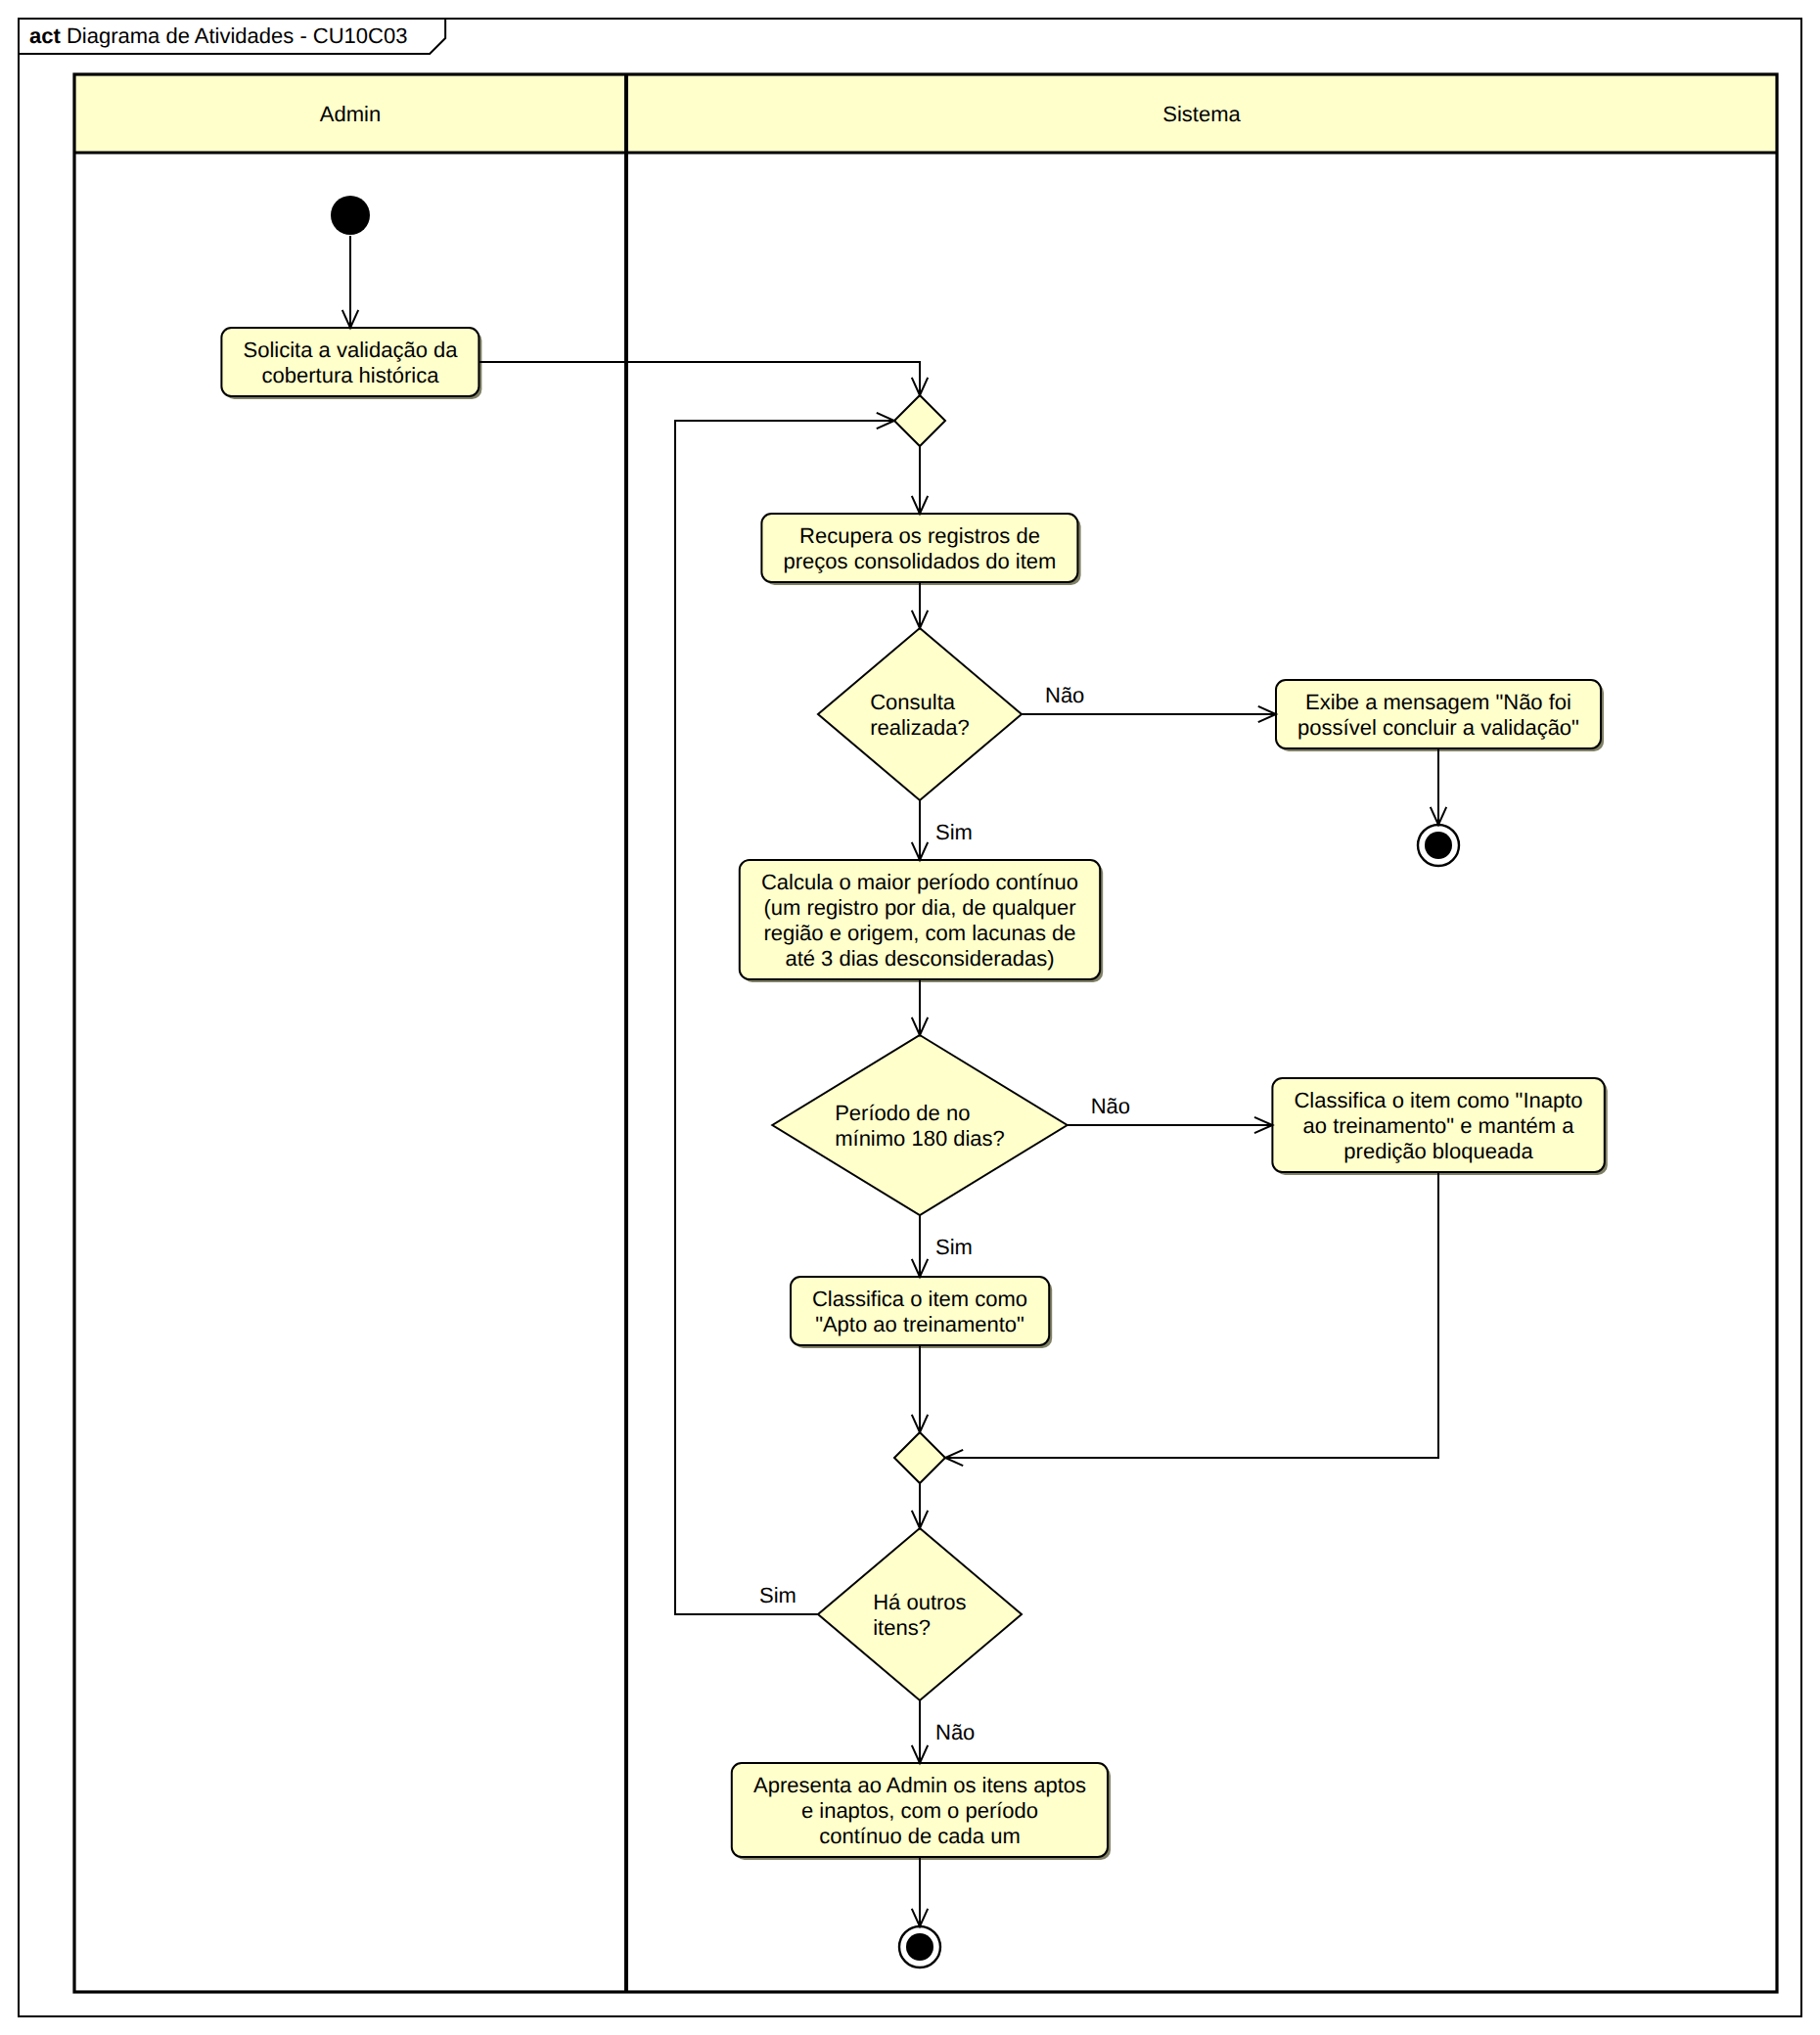 act Diagrama de Atividades - CU10C03
Admin
Sistema
Solicita a validação da
cobertura histórica
Recupera os registros de
preços consolidados do item
Consulta
realizada?
Não
Exibe a mensagem "Não foi
possível concluir a validação"
Sim
Calcula o maior período contínuo
(um registro por dia, de qualquer
região e origem, com lacunas de
até 3 dias desconsideradas)
Período de no
mínimo 180 dias?
Não
Classifica o item como "Inapto
ao treinamento" e mantém a
predição bloqueada
Sim
Classifica o item como
"Apto ao treinamento"
Há outros
itens?
Sim
Não
Apresenta ao Admin os itens aptos
e inaptos, com o período
contínuo de cada um